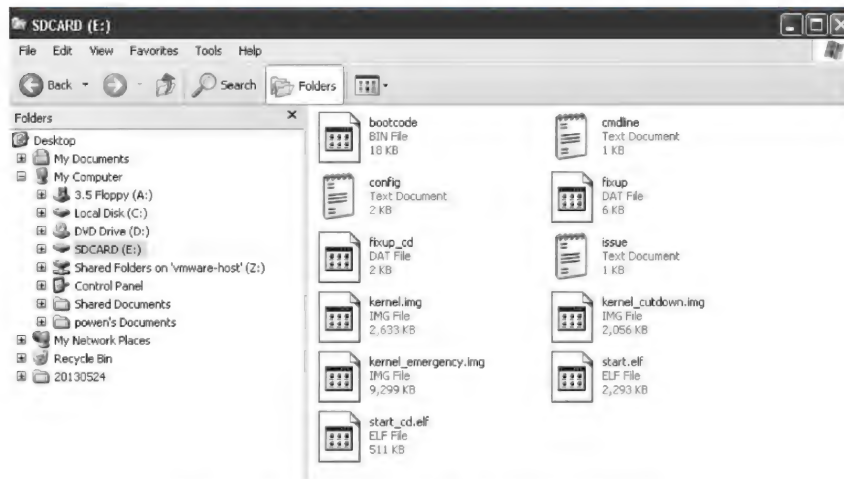 SDCARD (E:)
File Edit View Favorites Tools Help
Back Search Folders
Folders
Desktop
My Documents
My Computer
3.5 Floppy (A:)
Local Disk (C:)
DVD Drive (D:)
SDCARD (E:)
Shared Folders on 'vmware-host' (Z:)
Control Panel
Shared Documents
powen's Documents
My Network Places
Recycle Bin
20130524
bootcode
BIN File
18 KB
cmdline
Text Document
1 KB
config
Text Document
2 KB
fixup
DAT File
6 KB
fixup_cd
DAT File
2 KB
issue
Text Document
1 KB
kernel.img
IMG File
2,633 KB
kernel_cutdown.img
IMG File
2,056 KB
kernel_emergency.img
IMG File
9,299 KB
start.elf
ELF File
2,293 KB
start_cd.elf
ELF File
511 KB